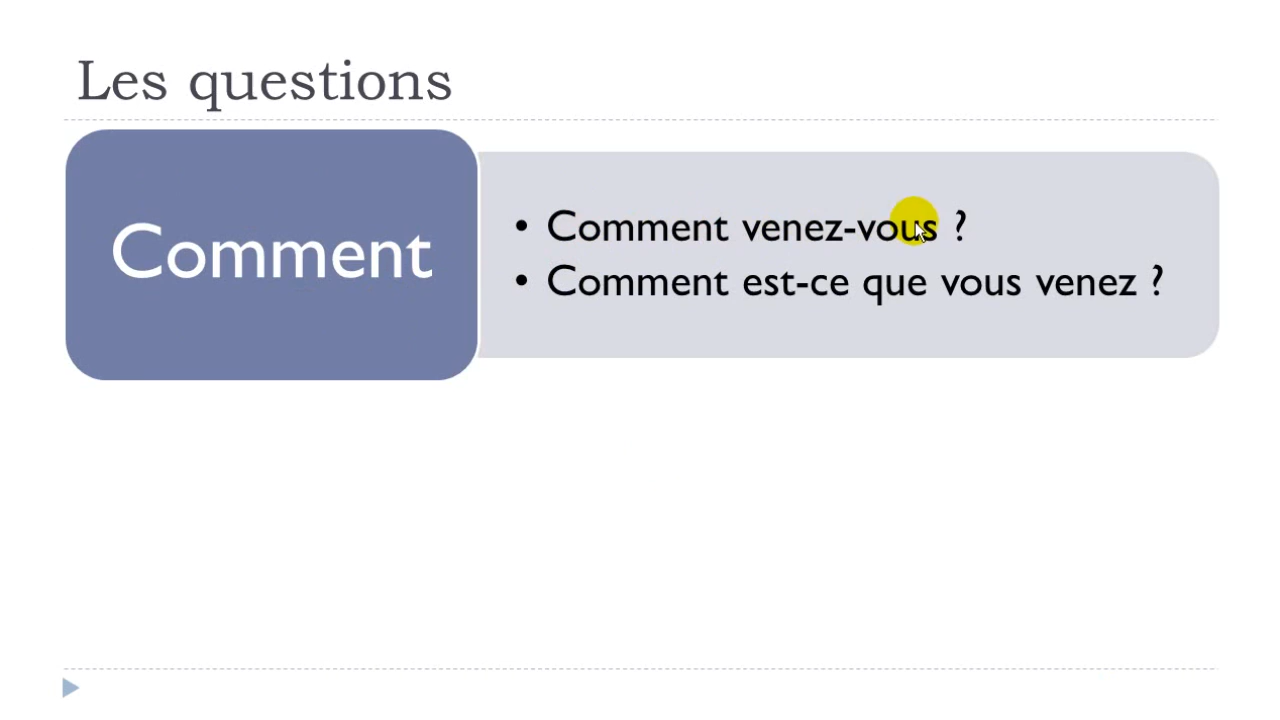 Les questions
Comment
• Comment venez-vous ?
• Comment est-ce que vous venez ?